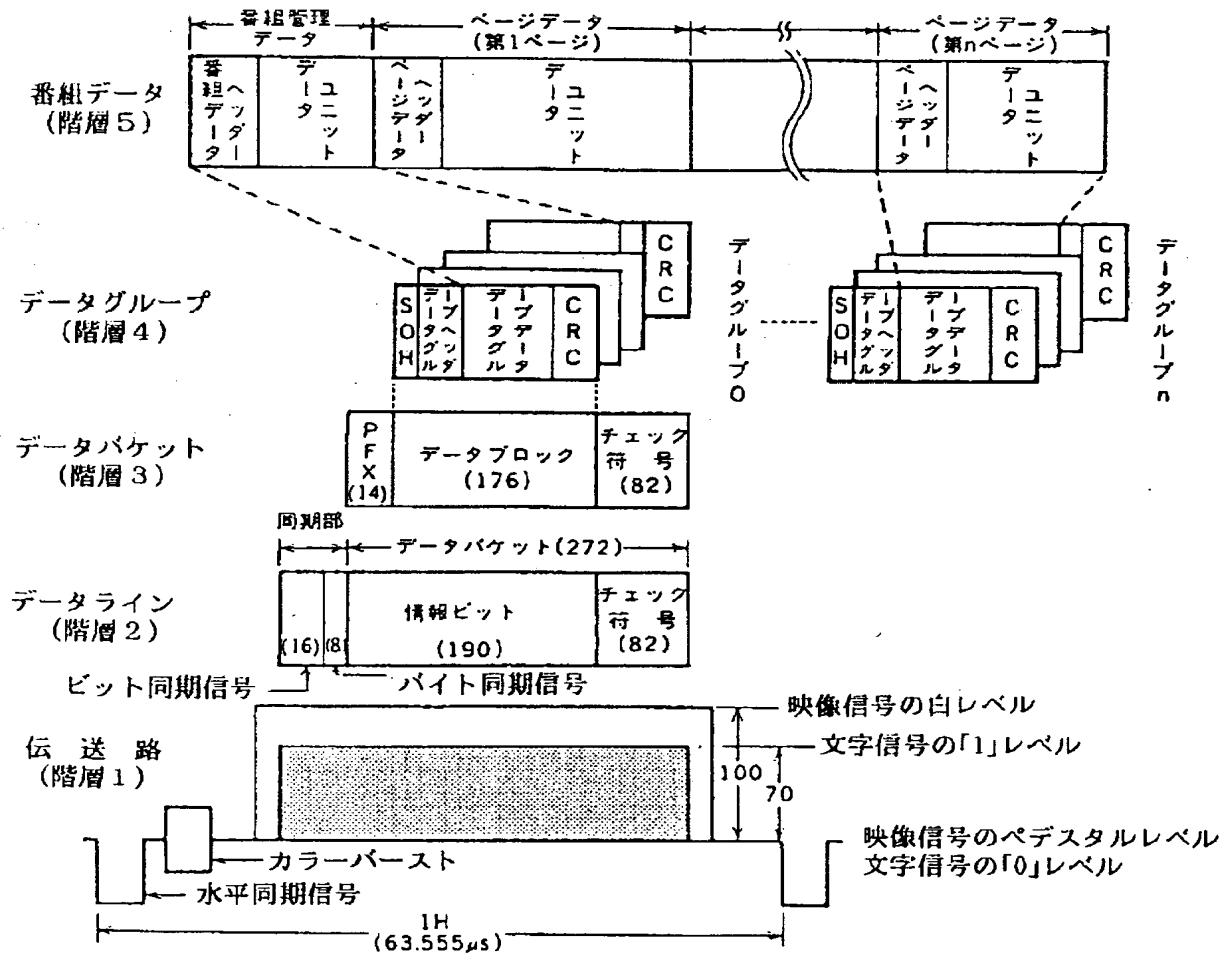 番組管理
データ
ページデータ
(第1ページ)
ページデータ
(第nページ)
番組データ
(階層5)
番組データ
ヘッダー
データ
ユニット
ページデータ
ヘッダー
データ
ユニット
ページデータ
ヘッダー
データ
ユニット
データグループ
(階層4)
SOH
データグル
ープヘッダ
データグル
ープデータ
CRC
CRC
データグループ0
SOH
データグル
ープヘッダ
データグル
ープデータ
CRC
CRC
データグループn
データパケット
(階層3)
PFX
(14)
データブロック
(176)
チェック
符号
(82)
同期部
データパケット(272)
データライン
(階層2)
(16)
(8)
情報ビット
(190)
チェック
符号
(82)
ビット同期信号
バイト同期信号
伝送路
(階層1)
映像信号の白レベル
文字信号の「1」レベル
100
70
映像信号のペデスタルレベル
文字信号の「0」レベル
カラーバースト
水平同期信号
1H
(63.555μs)